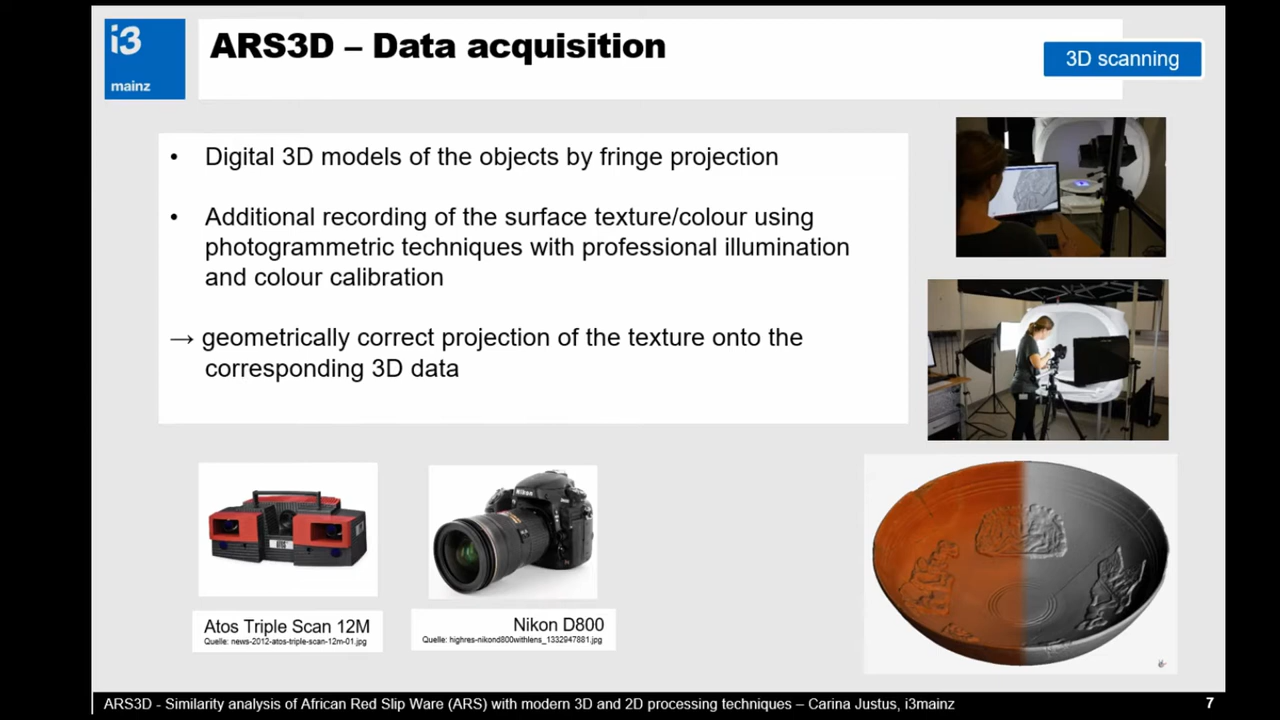 i3
mainz
ARS3D – Data acquisition
3D scanning
• Digital 3D models of the objects by fringe projection
• Additional recording of the surface texture/colour using
photogrammetric techniques with professional illumination
and colour calibration
→ geometrically correct projection of the texture onto the
corresponding 3D data
Atos Triple Scan 12M
Quelle: news-2012-atos-triple-scan-12m-01.jpg
Nikon D800
Quelle: highres-nikond800withlens_1332947881.jpg
ARS3D - Similarity analysis of African Red Slip Ware (ARS) with modern 3D and 2D processing techniques – Carina Justus, i3mainz
7